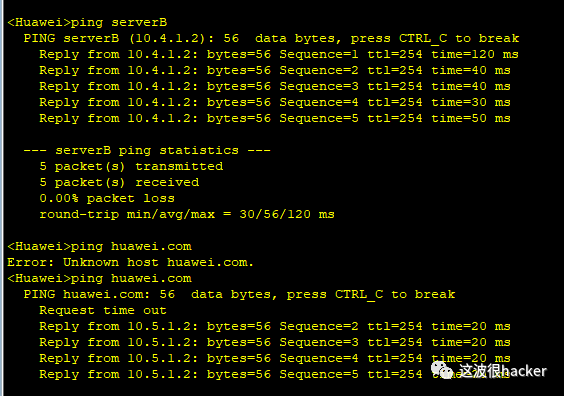 <Huawei>ping serverB
PING serverB (10.4.1.2): 56  data bytes, press CTRL_C to break
Reply from 10.4.1.2: bytes=56 Sequence=1 ttl=254 time=120 ms
Reply from 10.4.1.2: bytes=56 Sequence=2 ttl=254 time=40 ms
Reply from 10.4.1.2: bytes=56 Sequence=3 ttl=254 time=40 ms
Reply from 10.4.1.2: bytes=56 Sequence=4 ttl=254 time=30 ms
Reply from 10.4.1.2: bytes=56 Sequence=5 ttl=254 time=50 ms
--- serverB ping statistics ---
5 packet(s) transmitted
5 packet(s) received
0.00% packet loss
round-trip min/avg/max = 30/56/120 ms
<Huawei>ping huawei.com
Error: Unknown host huawei.com.
<Huawei>ping huawei.com
PING huawei.com: 56  data bytes, press CTRL_C to break
Request time out
Reply from 10.5.1.2: bytes=56 Sequence=2 ttl=254 time=20 ms
Reply from 10.5.1.2: bytes=56 Sequence=3 ttl=254 time=20 ms
Reply from 10.5.1.2: bytes=56 Sequence=4 ttl=254 time=20 ms
Reply from 10.5.1.2: bytes=56 Sequence=5 ttl=254 ms
这波很hacker